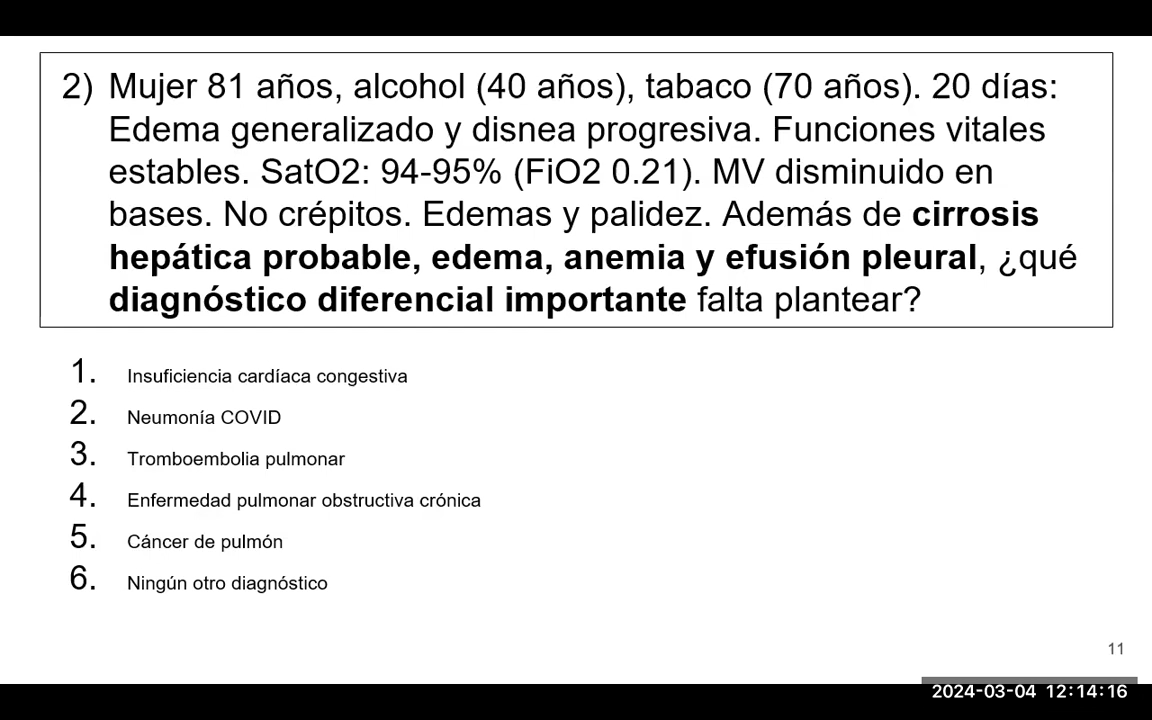 2) Mujer 81 años, alcohol (40 años), tabaco (70 años). 20 días:
Edema generalizado y disnea progresiva. Funciones vitales
estables. SatO2: 94-95% (FiO2 0.21). MV disminuido en
bases. No crépitos. Edemas y palidez. Además de cirrosis
hepática probable, edema, anemia y efusión pleural, ¿qué
diagnóstico diferencial importante falta plantear?
1. Insuficiencia cardíaca congestiva
2. Neumonía COVID
3. Tromboembolia pulmonar
4. Enfermedad pulmonar obstructiva crónica
5. Cáncer de pulmón
6. Ningún otro diagnóstico
11
2024-03-04 12:14:16